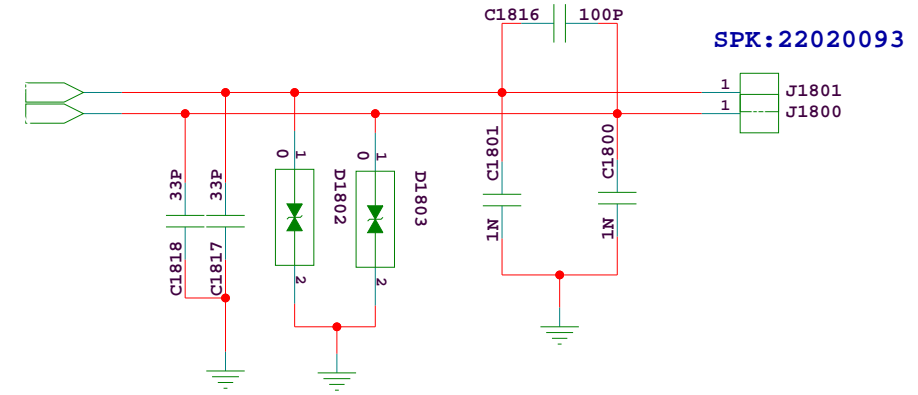 C1816 100P
SPK:22020093
1 J1801
1 J1800
33P
33P
C1818
C1817
0 1
D1802
2
0 1
D1803
2
C1801
1N
C1800
1N